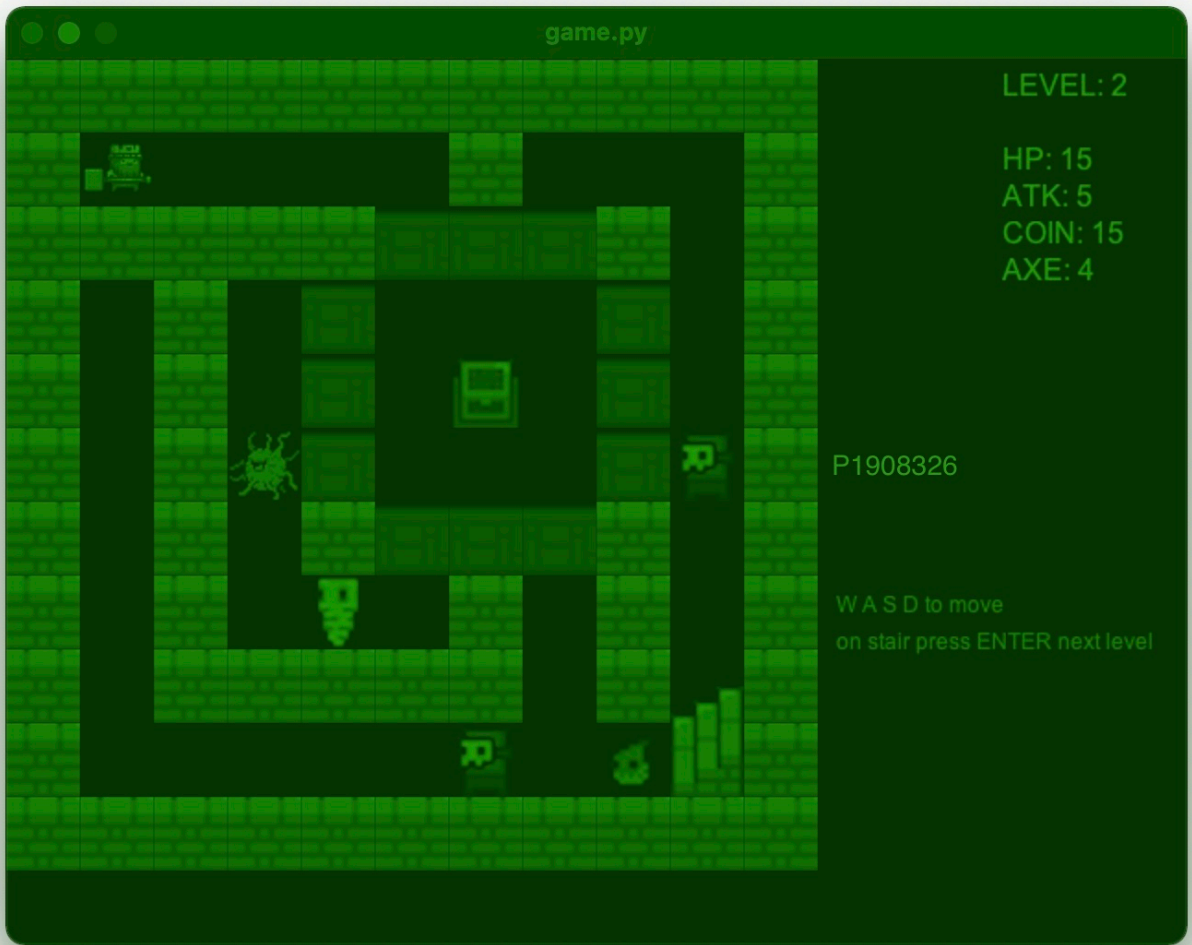 game.py
LEVEL: 2
HP: 15
ATK: 5
COIN: 15
AXE: 4
P1908326
W A S D to move
on stair press ENTER next level